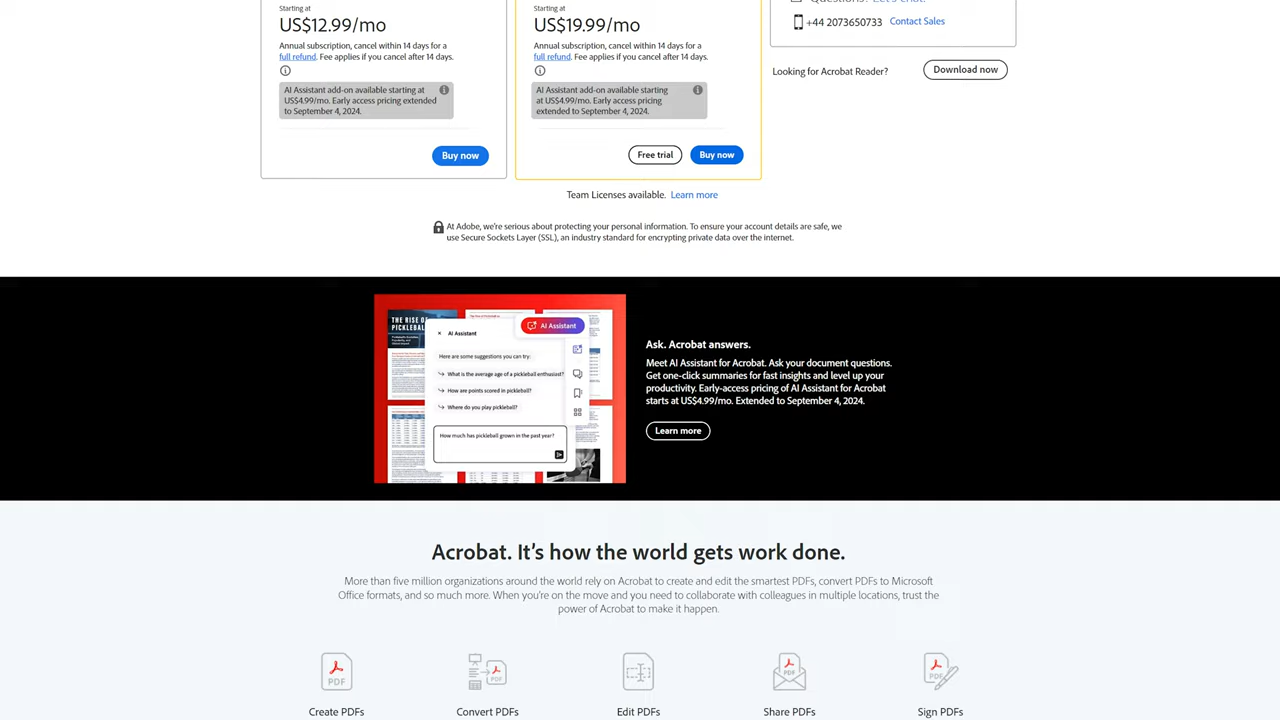 Starting at
US$12.99/mo
Annual subscription, cancel within 14 days for a
full refund. Fee applies if you cancel after 14 days.
AI Assistant add-on available starting at
US$4.99/mo. Early access pricing extended
to September 4, 2024.
Buy now
Starting at
US$19.99/mo
Annual subscription, cancel within 14 days for a
full refund. Fee applies if you cancel after 14 days.
AI Assistant add-on available starting
at US$4.99/mo. Early access pricing
extended to September 4, 2024.
Free trial
Buy now
+44 2073650733 Contact Sales
Looking for Acrobat Reader?
Download now
Team Licenses available. Learn more
At Adobe, we're serious about protecting your personal information. To ensure your account details are safe, we
use Secure Sockets Layer (SSL), an industry standard for encrypting private data over the internet.
THE RISE OF
PICKLEBALL
AI Assistant
AI Assistant
Here are some suggestions you can try:
What is the average age of a pickleball enthusiast?
How are points scored in pickleball?
Where do you play pickleball?
How much has pickleball grown in the past year?
Ask. Acrobat answers.
Meet AI Assistant for Acrobat. Ask your document questions.
Get one-click summaries for fast insights and level up your
productivity. Early-access pricing of AI Assistant for Acrobat
starts at US$4.99/mo. Extended to September 4, 2024.
Learn more
Acrobat. It's how the world gets work done.
More than five million organizations around the world rely on Acrobat to create and edit the smartest PDFs, convert PDFs to Microsoft
Office formats, and so much more. When you're on the move and you need to collaborate with colleagues in multiple locations, trust the
power of Acrobat to make it happen.
PDF
PDF
PDF
PDF
Create PDFs
Convert PDFs
Edit PDFs
Share PDFs
Sign PDFs